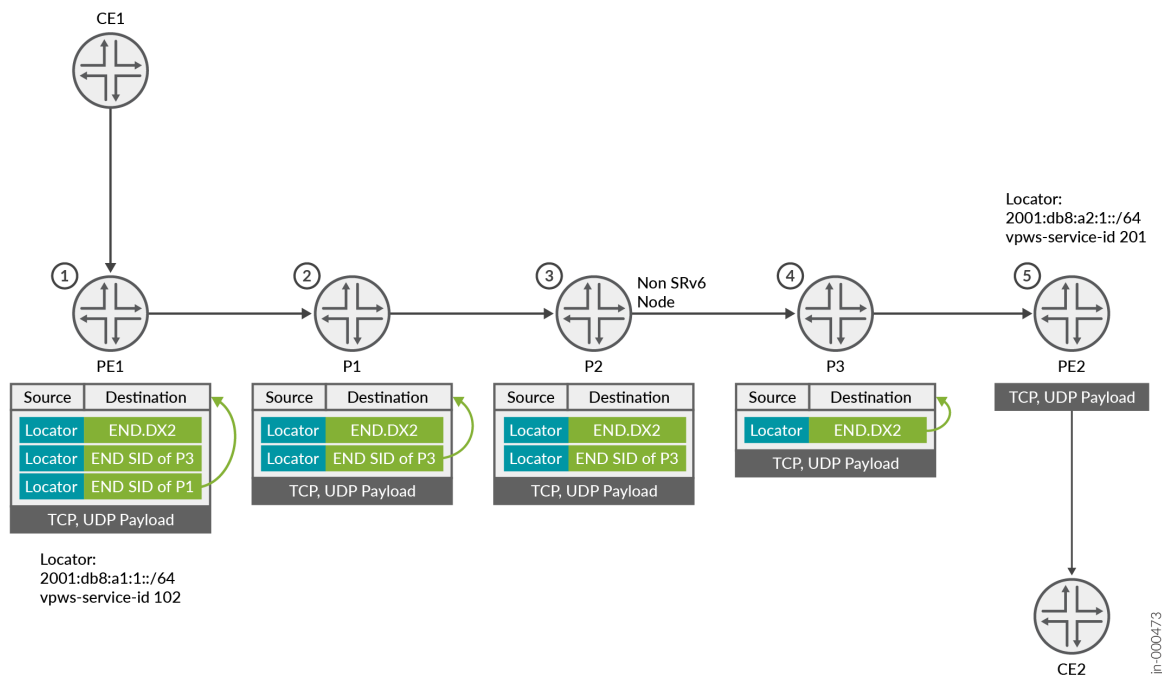 CE1
Locator:
2001:db8:a2:1::/64
vpws-service-id 201
1
2
3
Non SRv6
Node
4
5
PE1
P1
P2
P3
PE2
Source Destination
Locator END.DX2
Locator END SID of P3
Locator END SID of P1
TCP, UDP Payload
Source Destination
Locator END.DX2
Locator END SID of P3
TCP, UDP Payload
Source Destination
Locator END.DX2
Locator END SID of P3
TCP, UDP Payload
Source Destination
Locator END.DX2
TCP, UDP Payload
TCP, UDP Payload
Locator:
2001:db8:a1:1::/64
vpws-service-id 102
CE2
jn-000473